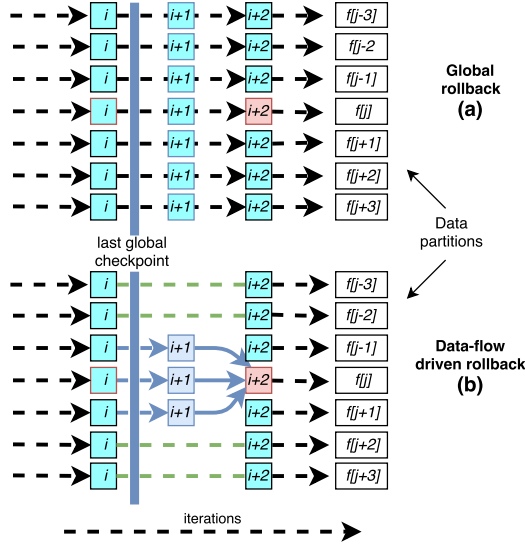 i i+1 i+2 f[j-3]
i i+1 i+2 f[j-2
i i+1 i+2 f[j-1]
Global
rollback
(a)
i i+1 i+2 f[j]
i i+1 i+2 f[j+1]
i i+1 i+2 f[j+2]
i i+1 i+2 f[j+3]
Data
partitions
last global
checkpoint
i i+2 f[j-3]
i i+2 f[j-2]
i i+1 i+2 f[j-1]
Data-flow
driven rollback
(b)
i i+1 i+2 f[j]
i i+1 i+2 f[j+1]
i i+2 f[j+2]
i i+2 f[j+3]
iterations